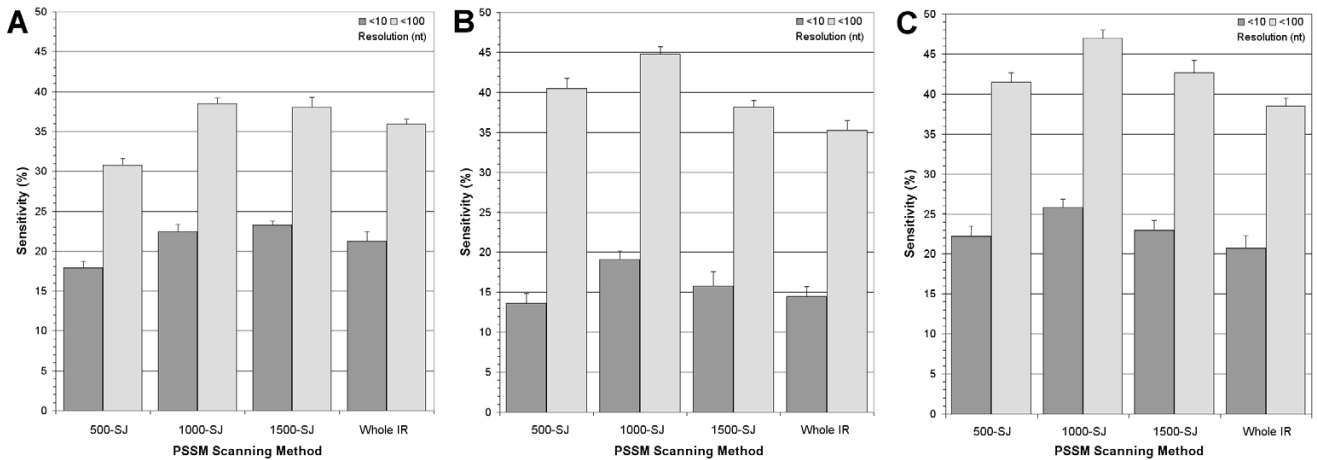 A
<10 <100
Resolution (nt)
50
45
40
35
30
25
20
15
10
5
0
Sensitivity (%)
500-SJ 1000-SJ 1500-SJ Whole IR
PSSM Scanning Method
B
<10 <100
Resolution (nt)
50
45
40
35
30
25
20
15
10
5
0
Sensitivity (%)
500-SJ 1000-SJ 1500-SJ Whole IR
PSSM Scanning Method
C
<10 <100
Resolution (nt)
50
45
40
35
30
25
20
15
10
5
0
Sensitivity (%)
500-SJ 1000-SJ 1500-SJ Whole IR
PSSM Scanning Method